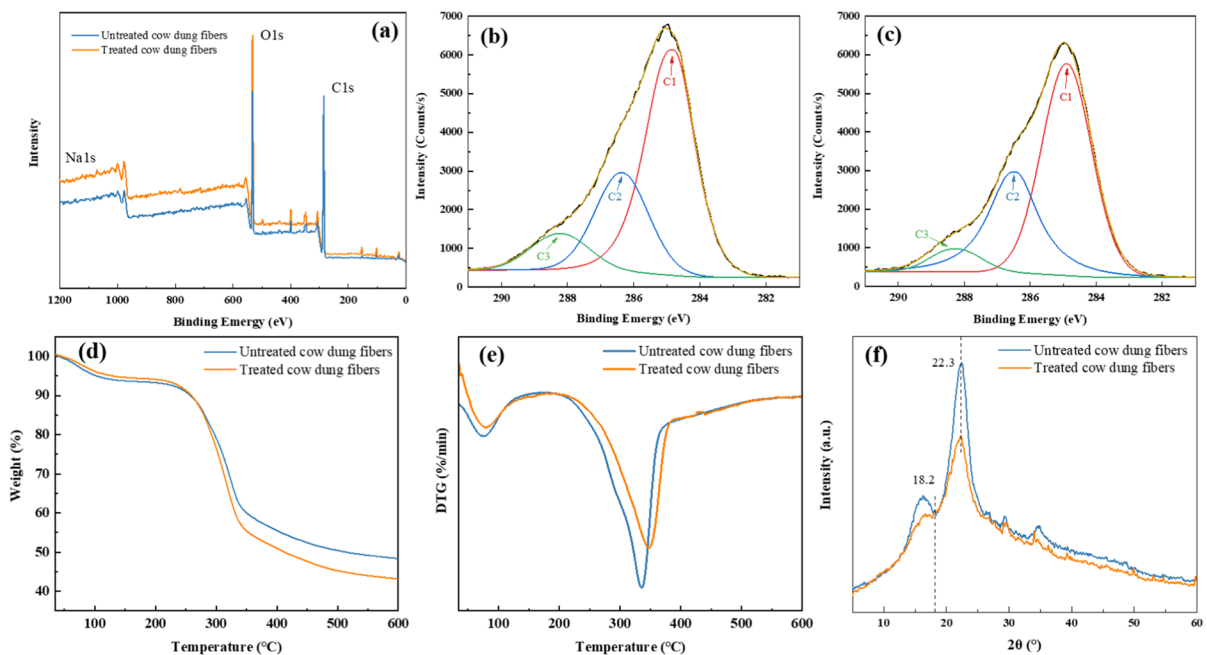 (a)
Untreated cow dung fibers
Treated cow dung fibers
O1s
C1s
Na1s
Intensity
1200 1000 800 600 400 200 0
Binding Emergy (eV)
(b)
7000
6000
5000
4000
3000
2000
1000
0
Intensity (Counts/s)
C1
C2
C3
290 288 286 284 282
Binding Emergy (eV)
(c)
7000
6000
5000
4000
3000
2000
1000
0
Intensity (Counts/s)
C1
C2
C3
290 288 286 284 282
Binding Emergy (eV)
(d)
Untreated cow dung fibers
Treated cow dung fibers
100
90
80
70
60
50
40
Weight (%)
100 200 300 400 500 600
Temperature (°C)
(e)
Untreated cow dung fibers
Treated cow dung fibers
DTG (%/min)
100 200 300 400 500 600
Temperature (°C)
(f)
Untreated cow dung fibers
Treated cow dung fibers
22.3
18.2
Intensity (a.u.)
10 20 30 40 50 60
2θ (°)